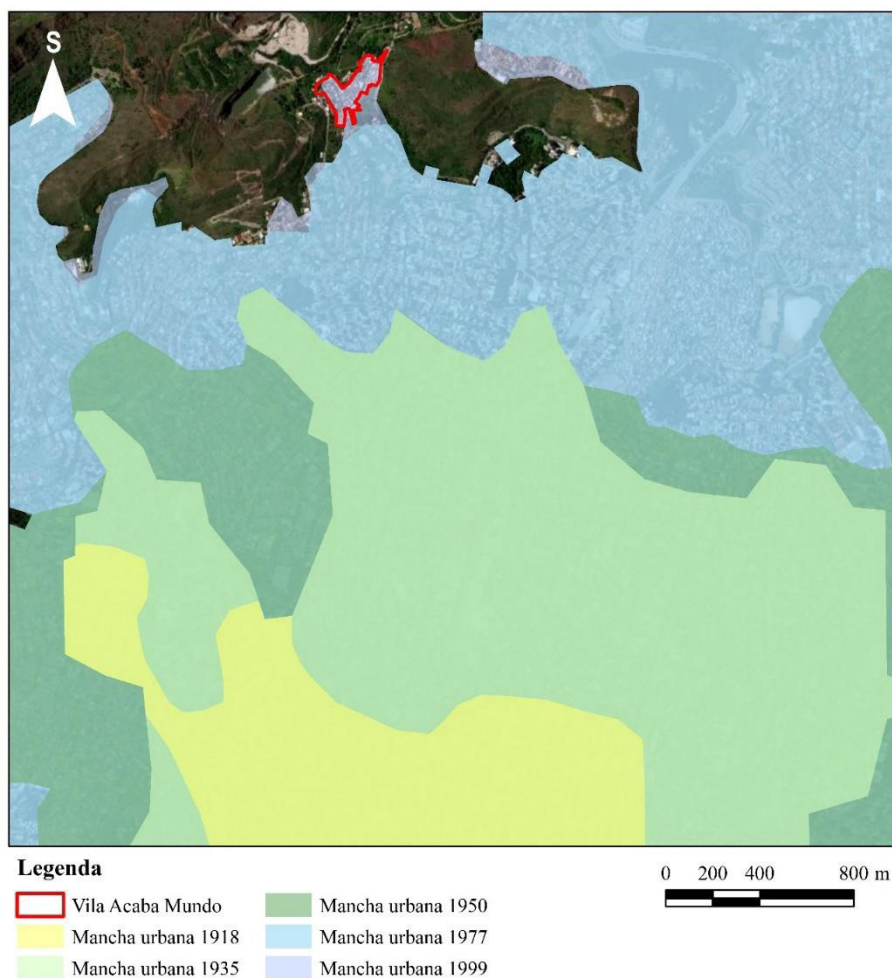 S
Legenda
Vila Acaba Mundo
Mancha urbana 1918
Mancha urbana 1935
Mancha urbana 1950
Mancha urbana 1977
Mancha urbana 1999
0 200 400 800 m